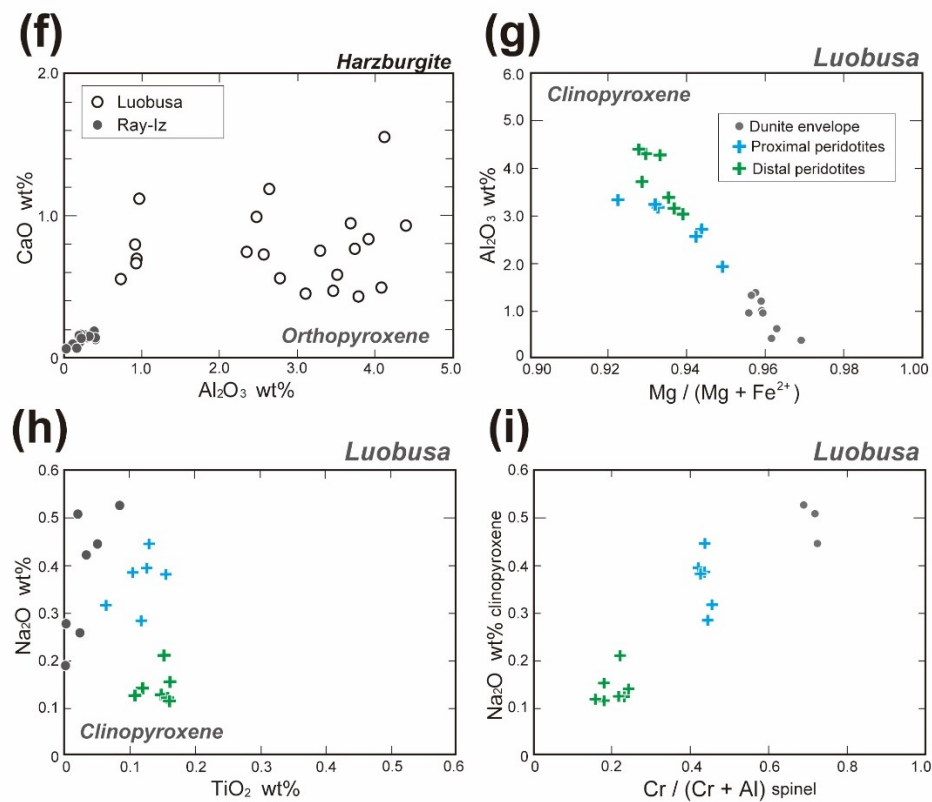 (f)
Harzburgite
2.0
1.0
0
CaO wt%
Luobusa
Ray-Iz
Orthopyroxene
0 1.0 2.0 3.0 4.0 5.0
Al₂O₃ wt%
(g)
Luobusa
6.0
5.0
4.0
3.0
2.0
1.0
0
Al₂O₃ wt%
Clinopyroxene
Dunite envelope
Proximal peridotites
Distal peridotites
0.90 0.92 0.94 0.96 0.98 1.00
Mg / (Mg + Fe²⁺)
(h)
Luobusa
0.6
0.5
0.4
0.3
0.2
0.1
0
Na₂O wt%
Clinopyroxene
0 0.1 0.2 0.3 0.4 0.5 0.6
TiO₂ wt%
(i)
Luobusa
0.6
0.5
0.4
0.3
0.2
0.1
0
Na₂O wt% clinopyroxene
0 0.2 0.4 0.6 0.8 1.0
Cr / (Cr + Al) spinel